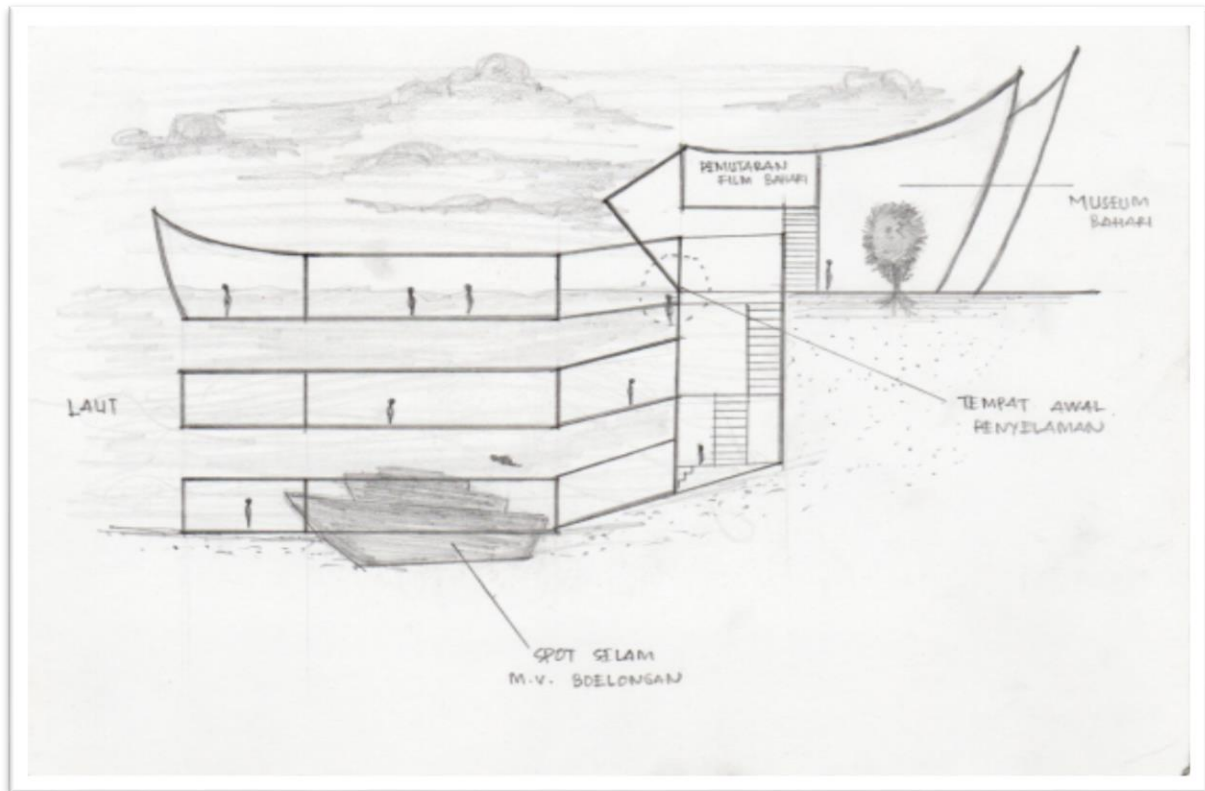 PEMUTARAN
FILM BAHARI
MUSEUM
BAHARI
LAUT
TEMPAT AWAL
PENYELAMAN
SPOT SELAM
M.V. BOELONGAN